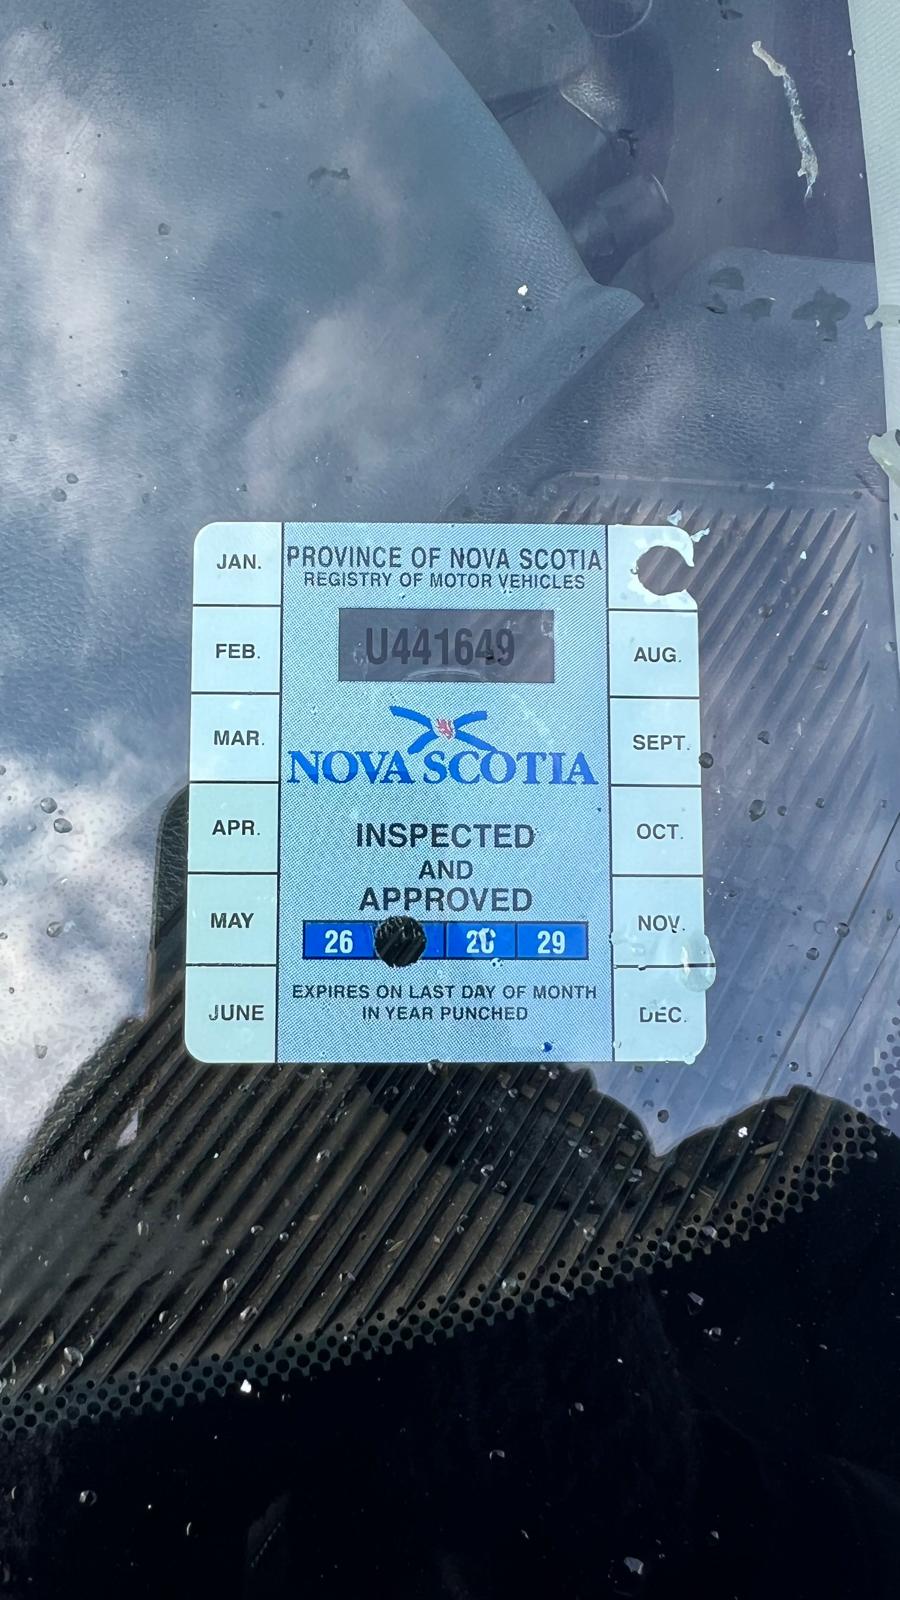 PROVINCE OF NOVA SCOTIA
REGISTRY OF MOTOR VEHICLES
U441649
NOVA SCOTIA
INSPECTED
AND
APPROVED
26 28 29
EXPIRES ON LAST DAY OF MONTH
IN YEAR PUNCHED
JAN.
FEB.
MAR.
APR.
MAY
JUNE
AUG.
SEPT.
OCT.
NOV.
DEC.